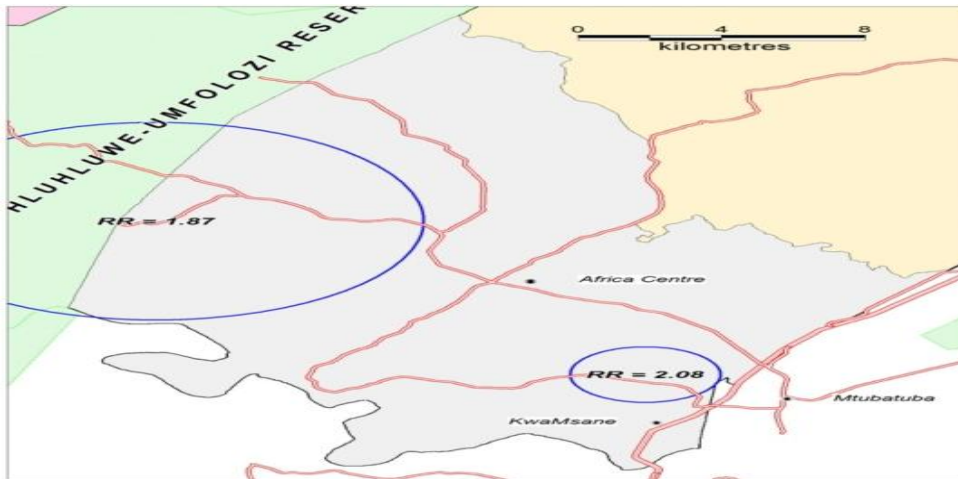 HLUHLUWE-UMFOLOZI RESER
0 4 8
kilometres
RR = 1.87
Africa Centre
RR = 2.08
Mtubatuba
KwaMsane